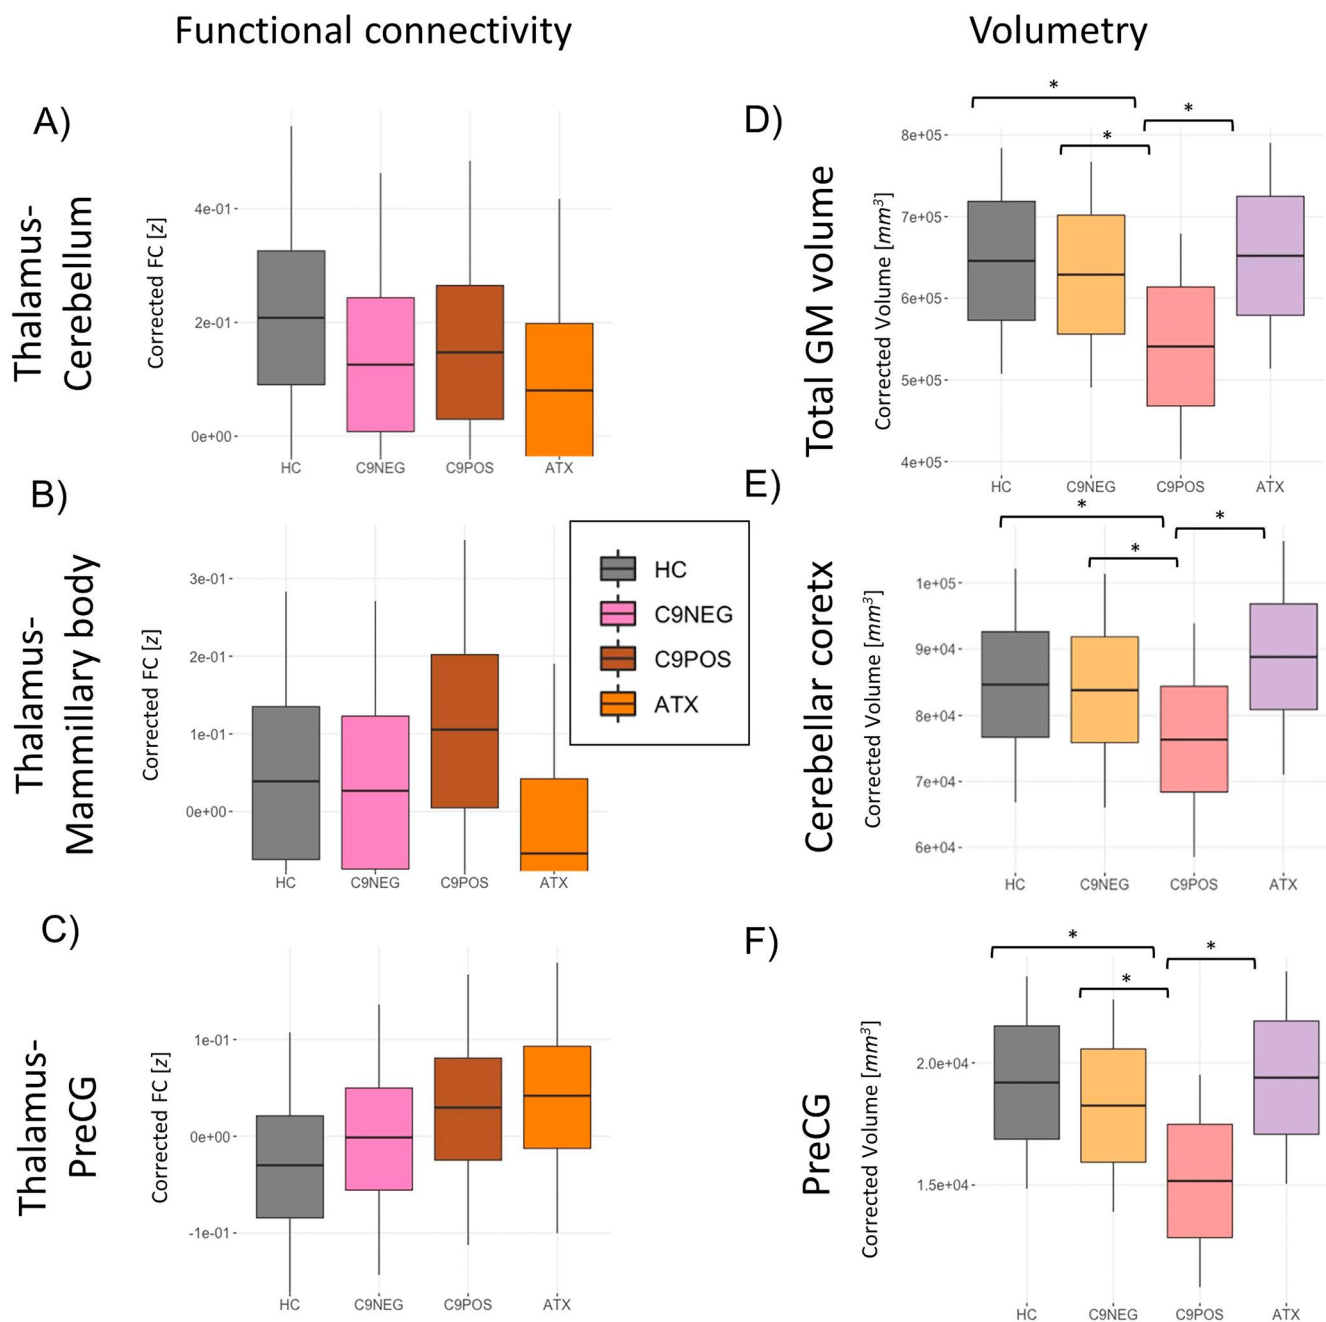 Functional connectivity
Volumetry
A)
Thalamus-
Cerebellum
Corrected FC [z]
4e-01
2e-01
0e+00
HC C9NEG C9POS ATX
B)
Thalamus-
Mammillary body
Corrected FC [z]
3e-01
2e-01
1e-01
0e+00
HC C9NEG C9POS ATX
HC
C9NEG
C9POS
ATX
C)
Thalamus-
PreCG
Corrected FC [z]
1e-01
0e+00
-1e-01
HC C9NEG C9POS ATX
D)
Total GM volume
Corrected Volume [mm³]
* * *
8e+05
7e+05
6e+05
5e+05
4e+05
HC C9NEG C9POS ATX
E)
Cerebellar coretx
Corrected Volume [mm³]
* * *
1e+05
9e+04
8e+04
7e+04
6e+04
HC C9NEG C9POS ATX
F)
PreCG
Corrected Volume [mm³]
* * *
2.0e+04
1.5e+04
HC C9NEG C9POS ATX